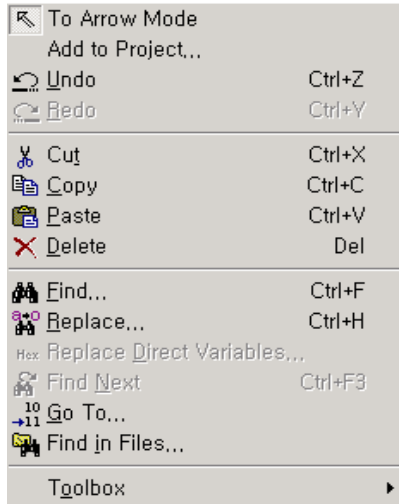 To Arrow Mode
Add to Project...
Undo Ctrl+Z
Redo Ctrl+Y
Cut Ctrl+X
Copy Ctrl+C
Paste Ctrl+V
Delete Del
Find... Ctrl+F
a+o Replace... Ctrl+H
Hex Replace Direct Variables...
Find Next Ctrl+F3
10
11 Go To...
Find in Files...
Toolbox